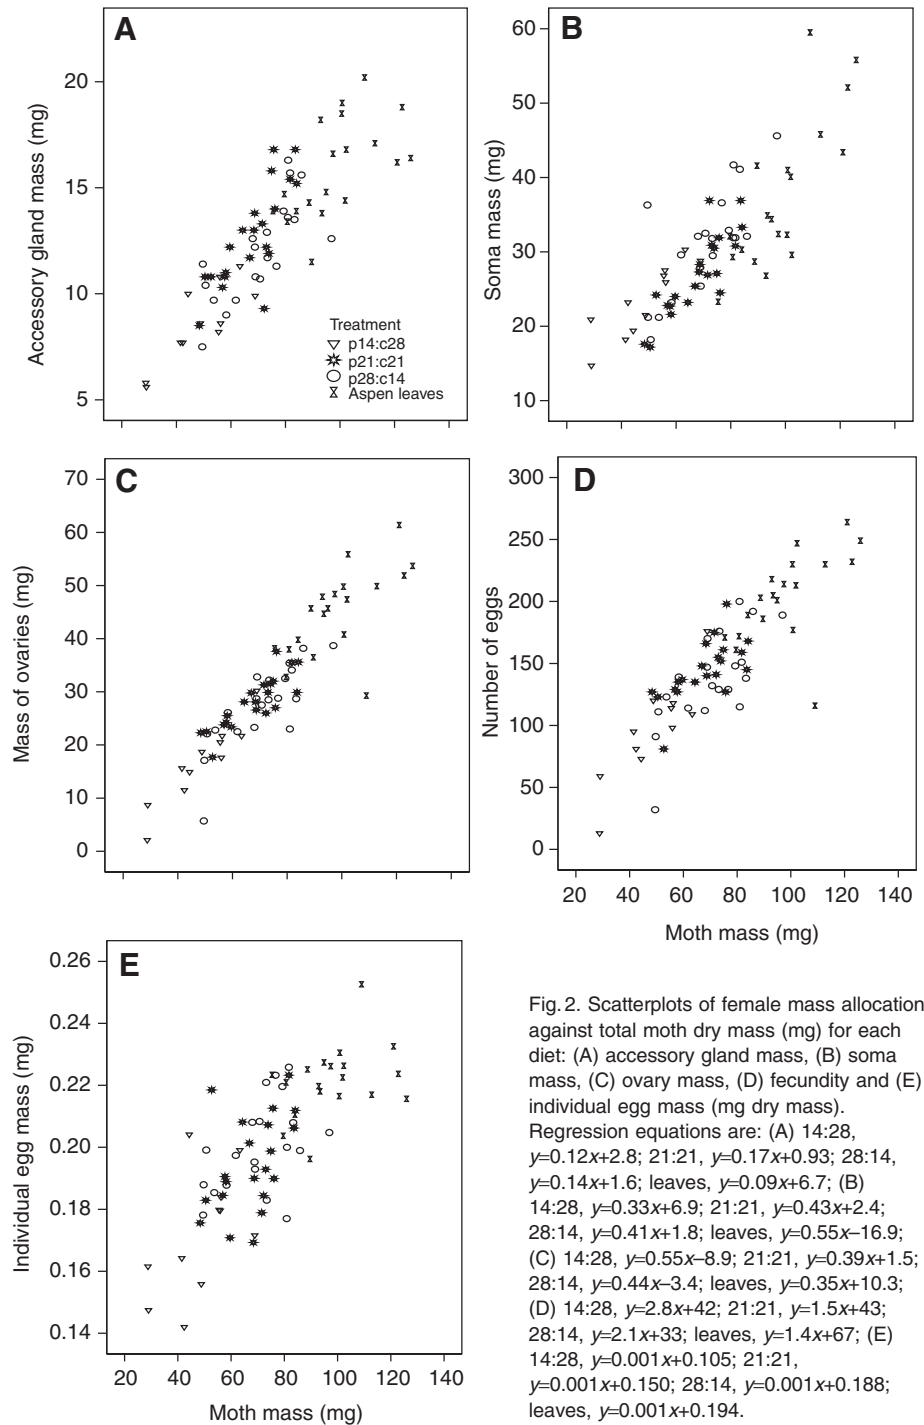 A
B
20
15
10
5
Accessory gland mass (mg)
Treatment
p14:c28
p21:c21
p28:c14
Aspen leaves
60
50
40
30
20
10
Soma mass (mg)
C
D
70
60
50
40
30
20
10
0
Mass of ovaries (mg)
300
250
200
150
100
50
0
Number of eggs
20 40 60 80 100 120 140
Moth mass (mg)
E
0.26
0.24
0.22
0.20
0.18
0.16
0.14
Individual egg mass (mg)
20 40 60 80 100 120 140
Moth mass (mg)
Fig. 2. Scatterplots of female mass allocation
against total moth dry mass (mg) for each
diet: (A) accessory gland mass, (B) soma
mass, (C) ovary mass, (D) fecundity and (E)
individual egg mass (mg dry mass).
Regression equations are: (A) 14:28,
y=0.12x+2.8; 21:21, y=0.17x+0.93; 28:14,
y=0.14x+1.6; leaves, y=0.09x+6.7; (B)
14:28, y=0.33x+6.9; 21:21, y=0.43x+2.4;
28:14, y=0.41x+1.8; leaves, y=0.55x–16.9;
(C) 14:28, y=0.55x–8.9; 21:21, y=0.39x+1.5;
28:14, y=0.44x–3.4; leaves, y=0.35x+10.3;
(D) 14:28, y=2.8x+42; 21:21, y=1.5x+43;
28:14, y=2.1x+33; leaves, y=1.4x+67; (E)
14:28, y=0.001x+0.105; 21:21,
y=0.001x+0.150; 28:14, y=0.001x+0.188;
leaves, y=0.001x+0.194.